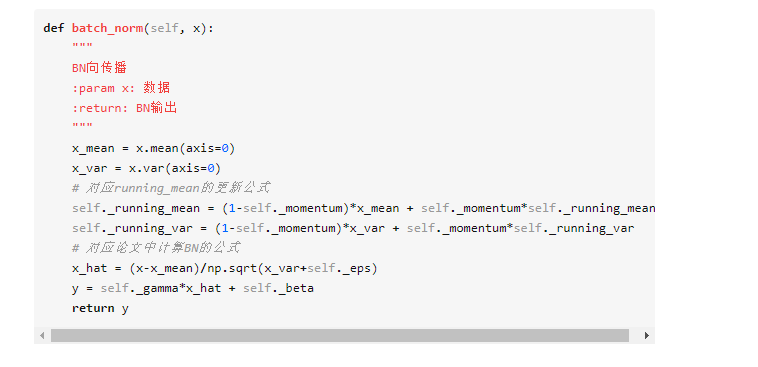 def batch_norm(self, x):
"""
BN向传播
:param x: 数据
:return: BN输出
"""
x_mean = x.mean(axis=0)
x_var = x.var(axis=0)
# 对应running_mean的更新公式
self._running_mean = (1-self._momentum)*x_mean + self._momentum*self._running_mean
self._running_var = (1-self._momentum)*x_var + self._momentum*self._running_var
# 对应论文中计算BN的公式
x_hat = (x-x_mean)/np.sqrt(x_var+self._eps)
y = self._gamma*x_hat + self._beta
return y